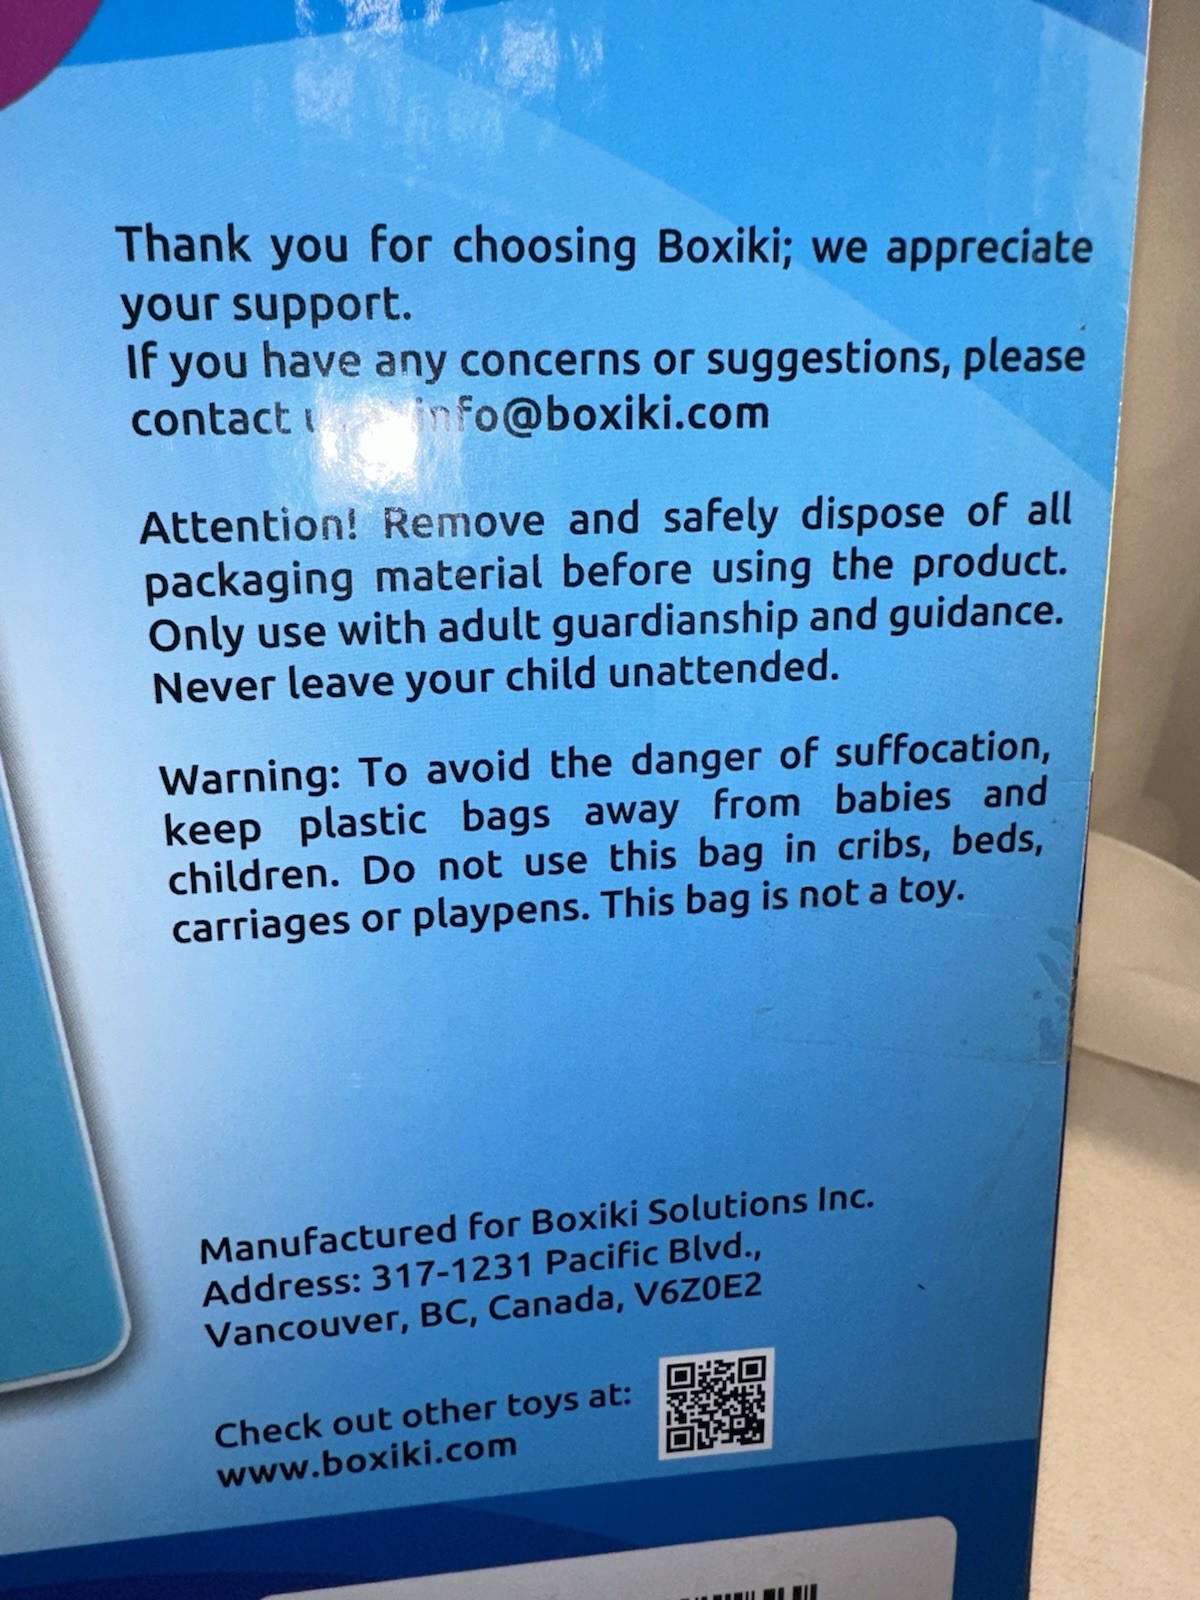 Thank you for choosing Boxiki; we appreciate
your support.
If you have any concerns or suggestions, please
contact info@boxiki.com
Attention! Remove and safely dispose of all
packaging material before using the product.
Only use with adult guardianship and guidance.
Never leave your child unattended.
Warning: To avoid the danger of suffocation,
keep plastic bags away from babies and
children. Do not use this bag in cribs, beds,
carriages or playpens. This bag is not a toy.
Manufactured for Boxiki Solutions Inc.
Address: 317-1231 Pacific Blvd.,
Vancouver, BC, Canada, V6Z0E2
Check out other toys at:
www.boxiki.com